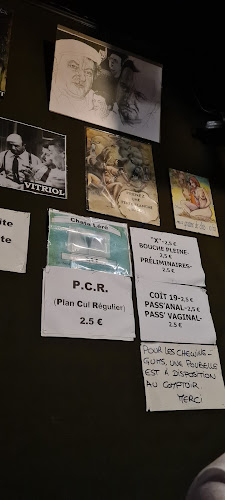 VITRIOL
Chato Léré
P.C.R.
(Plan Cul Régulier)
2.5 €
"X"-2,5 €
BOUCHE PLEINE-
2,5 €
PRÉLIMINAIRES-
2,5 €
COÏT 19-2,5 €
PASS'ANAL-2,5 €
PASS' VAGINAL-
2,5 €
POUR LES CHEWING-
GUMS, UNE POUBELLE
EST A DISPOSITION
AU COMPTOIR.
MERCI